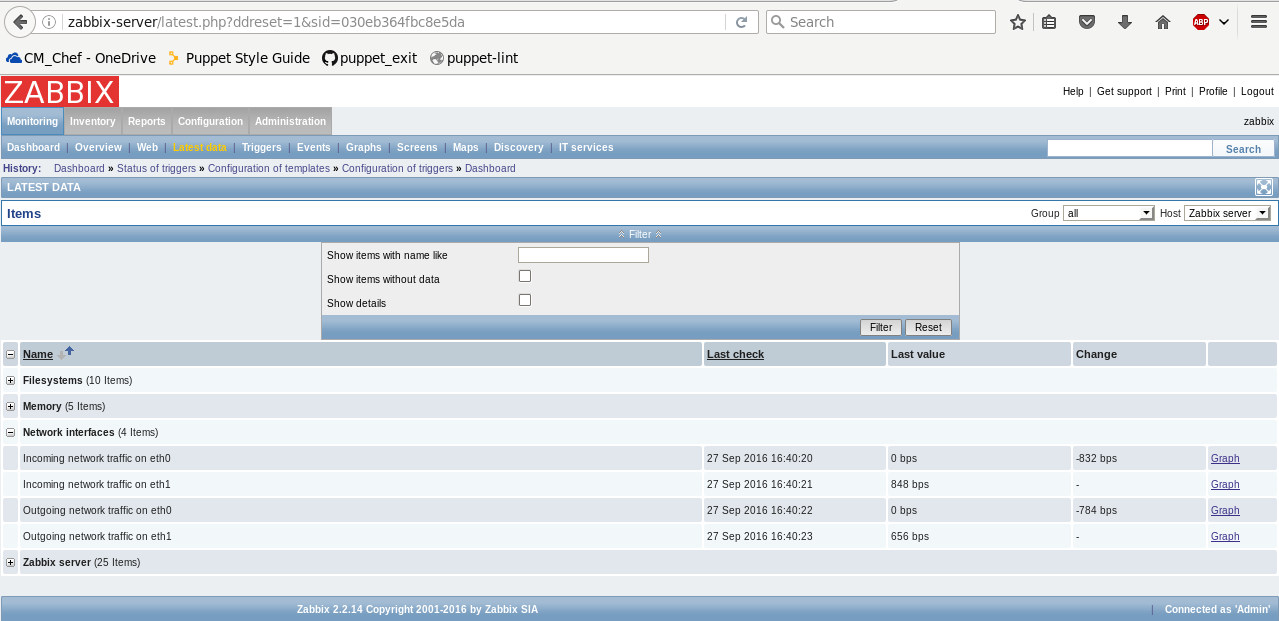 zabbix-server/latest.php?ddreset=1&sid=030eb364fbc8e5da Search ABP
CM_Chef - OneDrive Puppet Style Guide puppet_exit puppet-lint
ZABBIX
Help | Get support | Print | Profile | Logout
Monitoring Inventory Reports Configuration Administration zabbix
Dashboard | Overview | Web | Latest data | Triggers | Events | Graphs | Screens | Maps | Discovery | IT services Search
History: Dashboard » Status of triggers » Configuration of templates » Configuration of triggers » Dashboard
LATEST DATA
Items Group all Host Zabbix server
Filter
Show items with name like
Show items without data
Show details
Filter Reset
Name Last check Last value Change
Filesystems (10 Items)
Memory (5 Items)
Network interfaces (4 Items)
Incoming network traffic on eth0 27 Sep 2016 16:40:20 0 bps -832 bps Graph
Incoming network traffic on eth1 27 Sep 2016 16:40:21 848 bps - Graph
Outgoing network traffic on eth0 27 Sep 2016 16:40:22 0 bps -784 bps Graph
Outgoing network traffic on eth1 27 Sep 2016 16:40:23 656 bps - Graph
Zabbix server (25 Items)
Zabbix 2.2.14 Copyright 2001-2016 by Zabbix SIA | Connected as 'Admin'